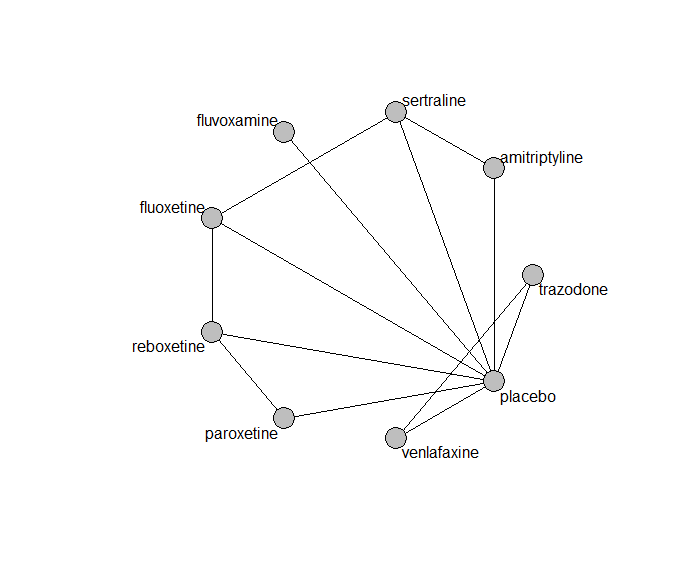 sertraline
fluvoxamine
amitriptyline
fluoxetine
trazodone
reboxetine
placebo
paroxetine
venlafaxine